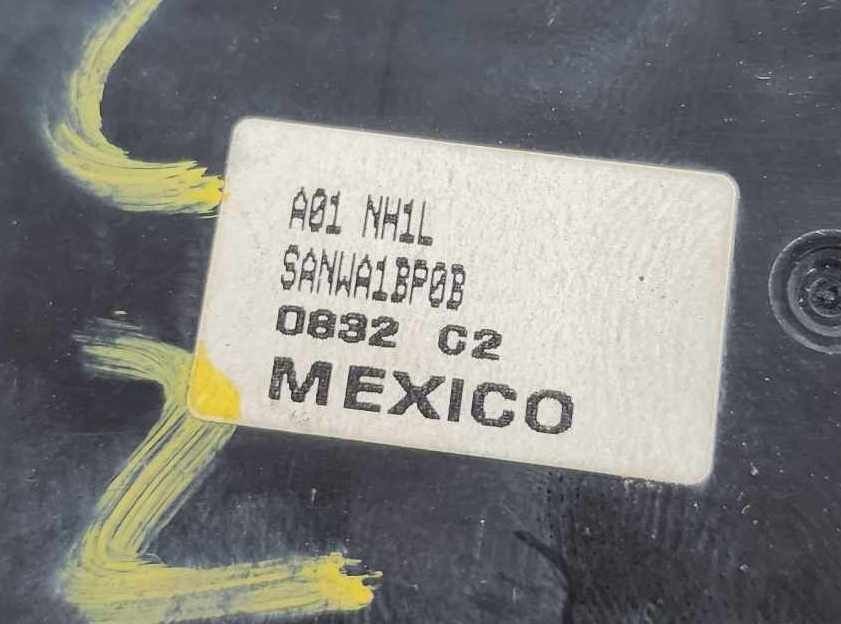 A01 NH1L
SANWA1BP0B
0832 C2
MEXICO